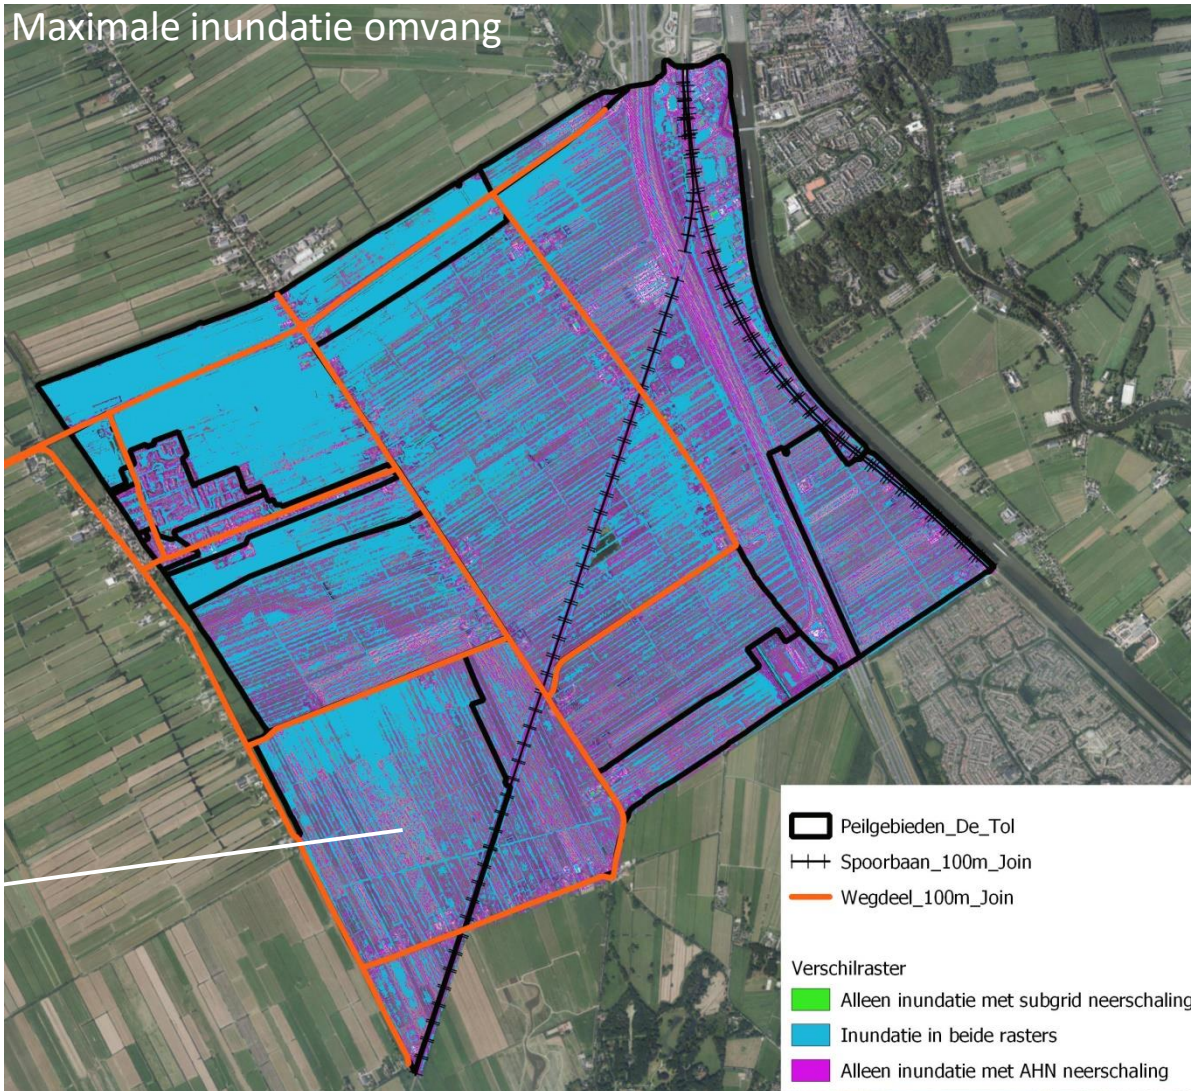 Maximale inundatie omvang
Peilgebieden_De_Tol
Spoorbaan_100m_Join
Wegdeel_100m_Join
Verschilraster
Alleen inundatie met subgrid neerschaling
Inundatie in beide rasters
Alleen inundatie met AHN neerschaling